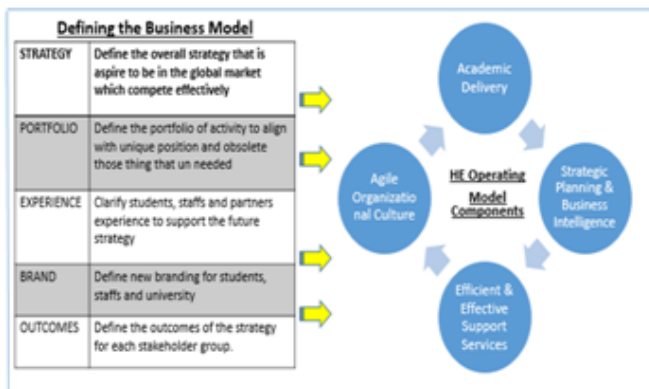 Defining the Business Model
STRATEGY
Define the overall strategy that is
aspire to be in the global market
which compete effectively
PORTFOLIO
Define the portfolio of activity to align
with unique position and obsolete
those thing that un needed
EXPERIENCE
Clarify students, staffs and partners
experience to support the future
strategy
BRAND
Define new branding for students,
staffs and university
OUTCOMES
Define the outcomes of the strategy
for each stakeholder group.
Academic
Delivery
Agile
Organizatio
nal Culture
HE Operating
Model
Components
Strategic
Planning &
Business
Intelligence
Efficient &
Effective
Support
Services